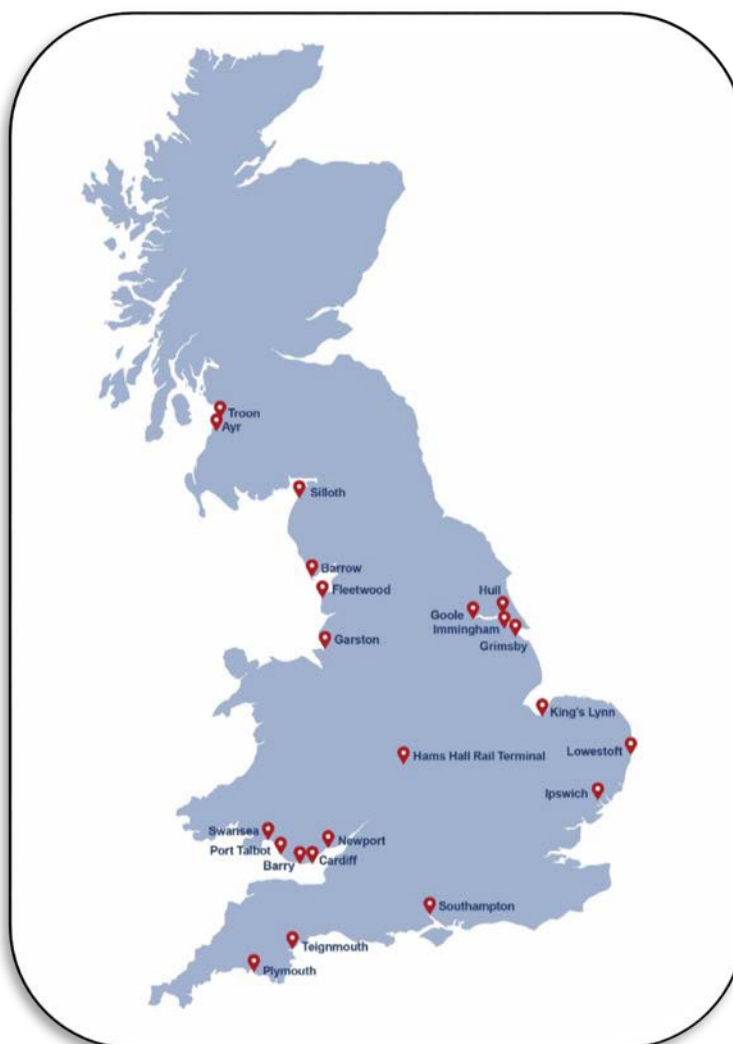 Troon
Ayr
Silloth
Barrow
Fleetwood
Hull
Goole
Immingham
Garston
Grimsby
King's Lynn
Lowestoft
Hams Hall Rail Terminal
Ipswich
Swansea
Newport
Port Talbot
Barry
Cardiff
Southampton
Teignmouth
Plymouth